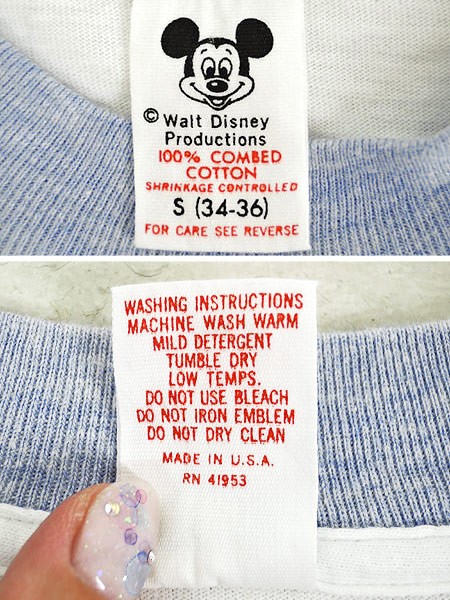 © Walt Disney
Productions
100% COMBED
COTTON
SHRINKAGE CONTROLLED
S (34-36)
FOR CARE SEE REVERSE
WASHING INSTRUCTIONS
MACHINE WASH WARM
MILD DETERGENT
TUMBLE DRY
LOW TEMPS.
DO NOT USE BLEACH
DO NOT IRON EMBLEM
DO NOT DRY CLEAN
MADE IN U.S.A.
RN 41953